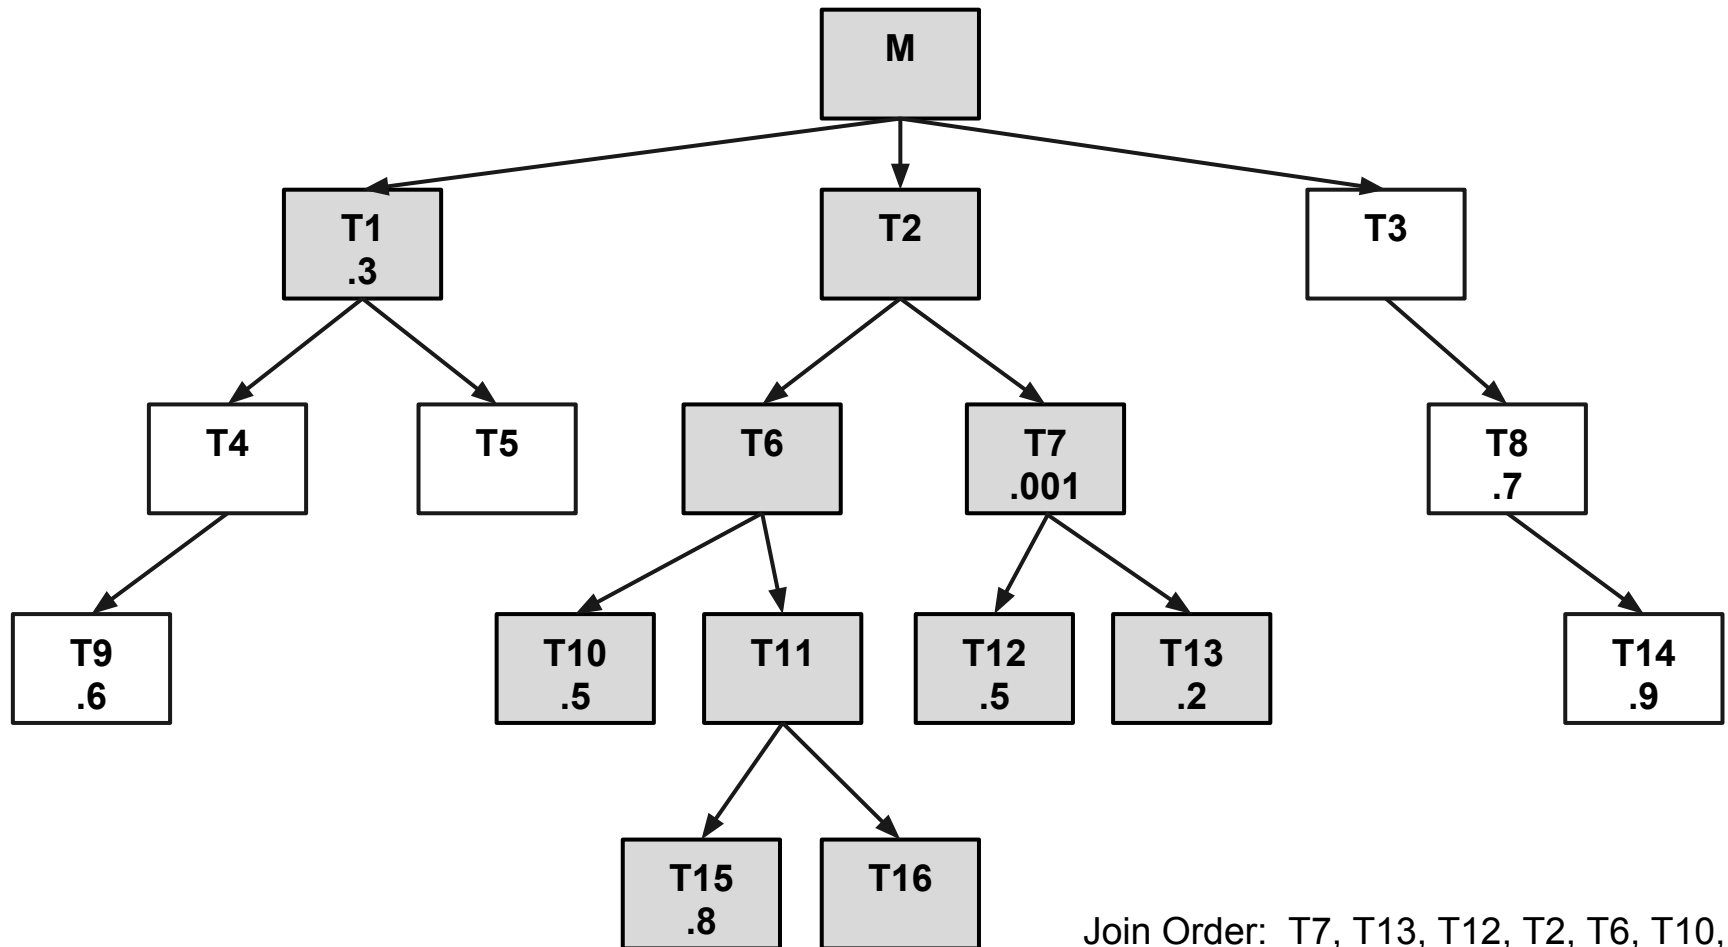 M
T1
.3
T2
T3
T4
T5
T6
T7
.001
T8
.7
T9
.6
T10
.5
T11
T12
.5
T13
.2
T14
.9
T15
.8
T16
Join Order: T7, T13, T12, T2, T6, T10,